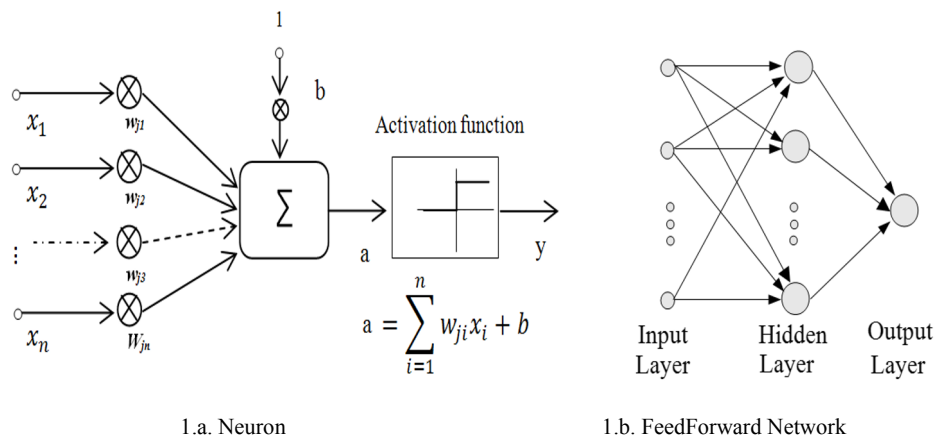 1
b
x1
wj1
x2
wj2
⋮
wj3
xn
Wjn
Σ
a
Activation function
y
a = ∑_{i=1}^{n} wji xi + b
Input
Layer
Hidden
Layer
Output
Layer
1.a. Neuron
1.b. FeedForward Network